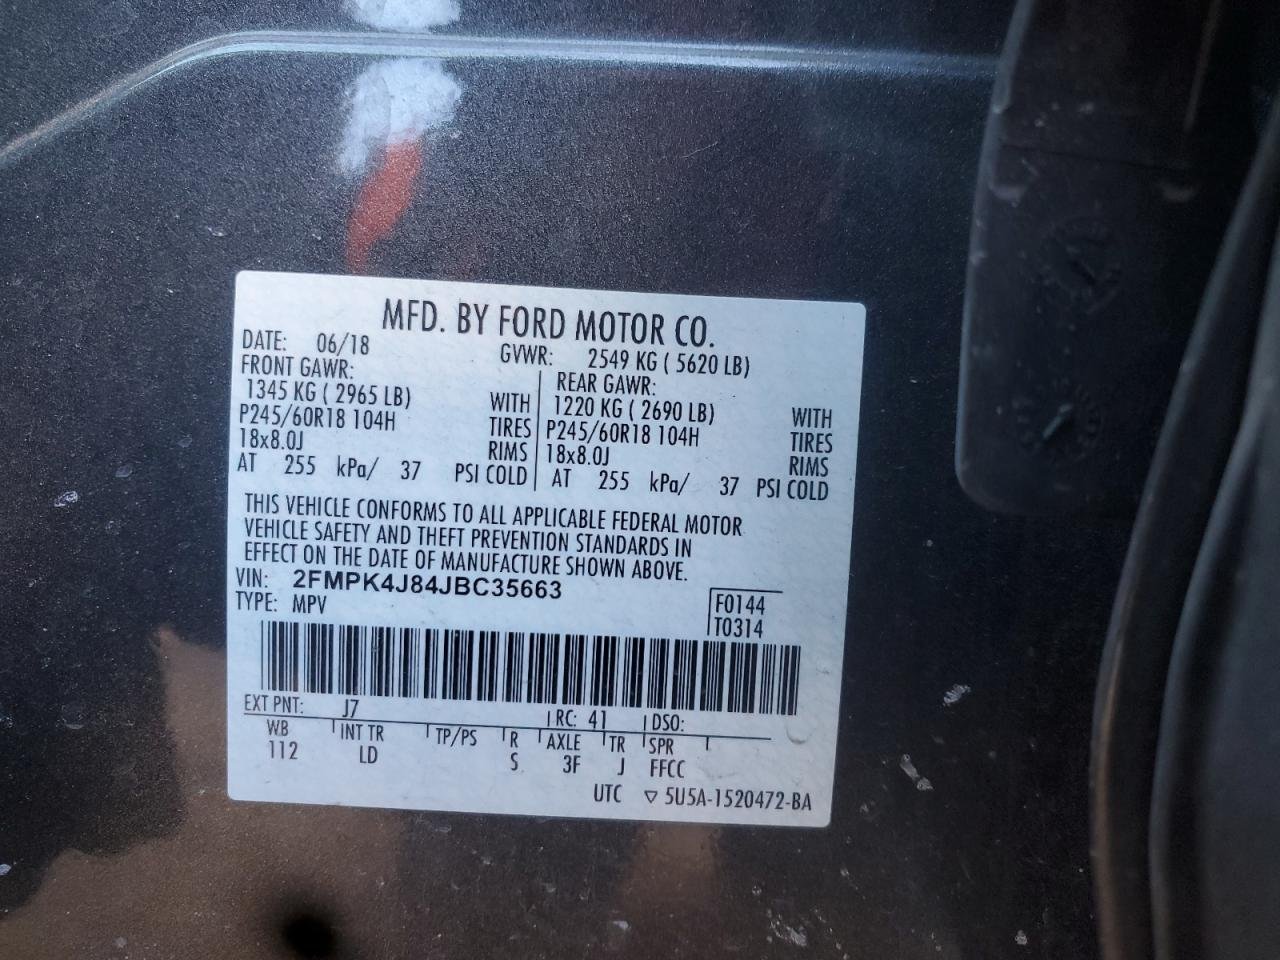 MFD. BY FORD MOTOR CO.
DATE: 06/18 GVWR: 2549 KG ( 5620 LB)
FRONT GAWR: REAR GAWR:
1345 KG ( 2965 LB) WITH 1220 KG ( 2690 LB) WITH
P245/60R18 104H TIRES P245/60R18 104H TIRES
18x8.0J RIMS 18x8.0J RIMS
AT 255 kPa/ 37 PSI COLD AT 255 kPa/ 37 PSI COLD
THIS VEHICLE CONFORMS TO ALL APPLICABLE FEDERAL MOTOR
VEHICLE SAFETY AND THEFT PREVENTION STANDARDS IN
EFFECT ON THE DATE OF MANUFACTURE SHOWN ABOVE.
VIN: 2FMPK4J84JBC35663
TYPE: MPV
F0144
T0314
EXT PNT: J7 RC: 41 DSO:
WB INT TR TP/PS R AXLE TR SPR
112 LD S 3F J FFCC
UTC ▽ 5U5A-1520472-BA